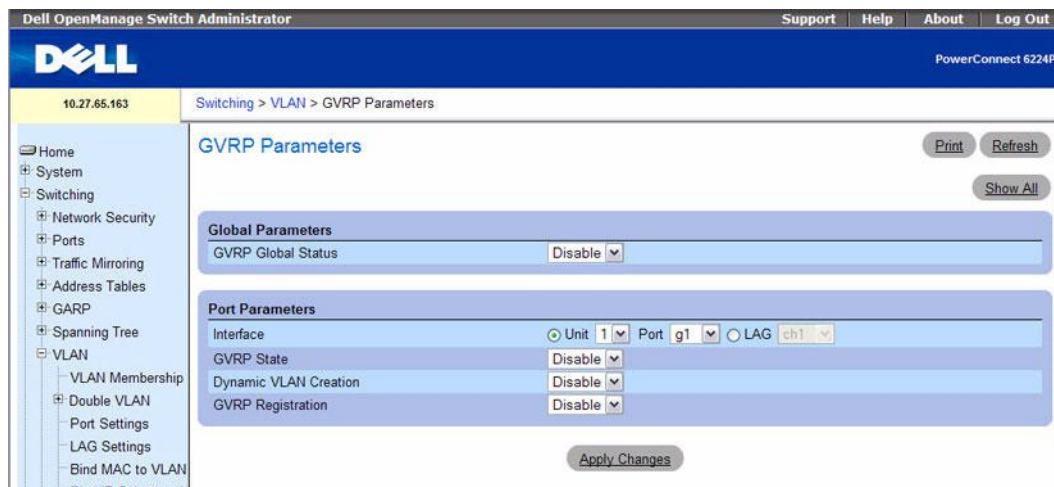 Dell OpenManage Switch Administrator
Support Help About Log Out
DELL
PowerConnect 6224P
10.27.65.163
Switching > VLAN > GVRP Parameters
Home
System
Switching
Network Security
Ports
Traffic Mirroring
Address Tables
GARP
Spanning Tree
VLAN
VLAN Membership
Double VLAN
Port Settings
LAG Settings
Bind MAC to VLAN
GVRP Parameters
Print Refresh
Show All
Global Parameters
GVRP Global Status Disable
Port Parameters
Interface Unit 1 Port g1 LAG ch1
GVRP State Disable
Dynamic VLAN Creation Disable
GVRP Registration Disable
Apply Changes